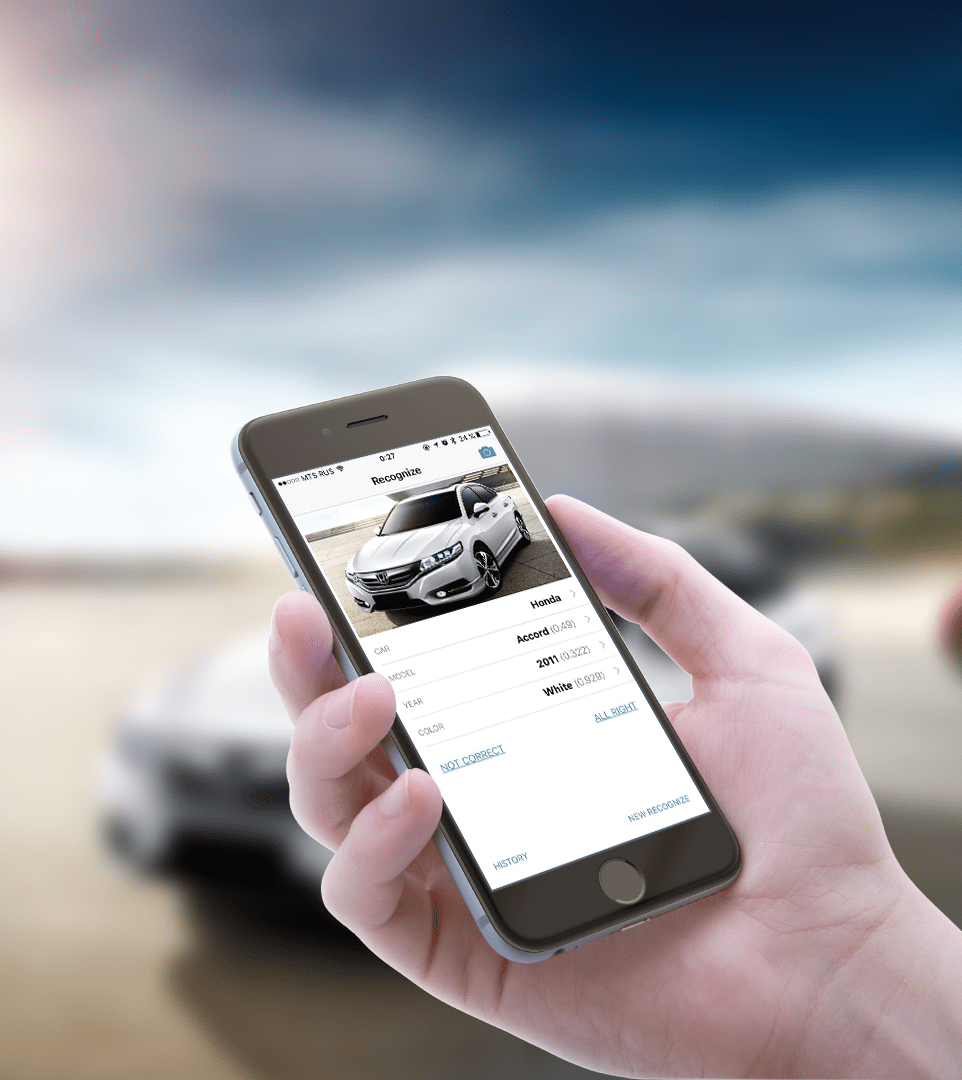 MTS RUS 0:27 24 %
Recognize
CAR Honda
MODEL Accord (0.49)
YEAR 2011 (0.322)
COLOR White (0.929)
NOT CORRECT ALL RIGHT
HISTORY NEW RECOGNIZE